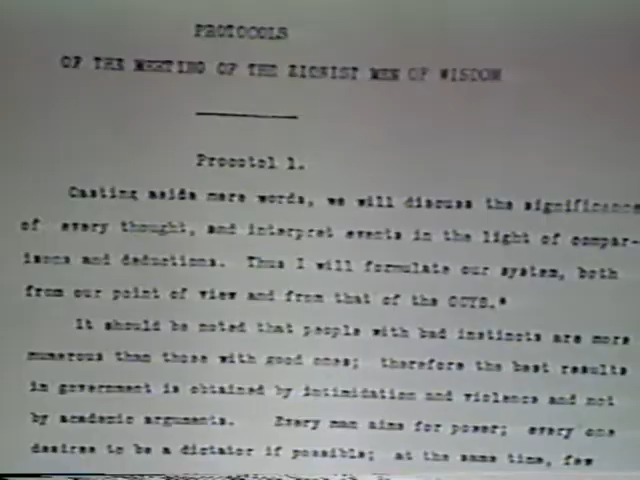 PROTOCOLS
OF THE MEETING OF THE ZIONIST MEN OF WISDOM
Procotol 1.
Casting aside mere words, we will discuss the significance
of every thought, and interpret events in the light of compar-
isons and deductions. Thus I will formulate our system, both
from our point of view and from that of the GOYS.*
It should be noted that people with bad instincts are more
numerous than those with good ones; therefore the best results
in government is obtained by intimidation and violence and not
by academic arguments. Every man aims for power; every one
desires to be a dictator if possible; at the same time, few